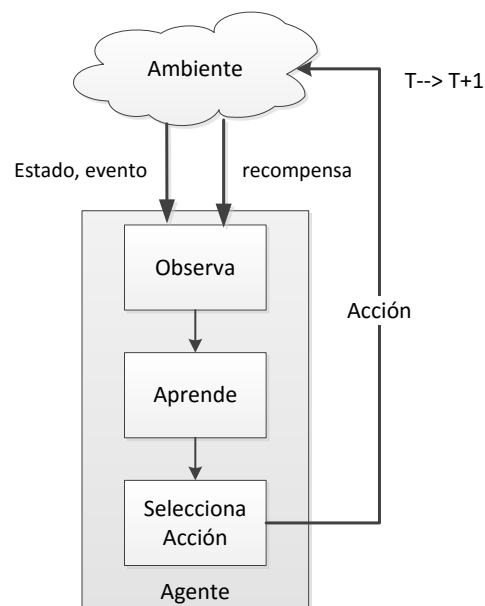 Ambiente
T--> T+1
Estado, evento
recompensa
Observa
Acción
Aprende
Selecciona
Acción
Agente